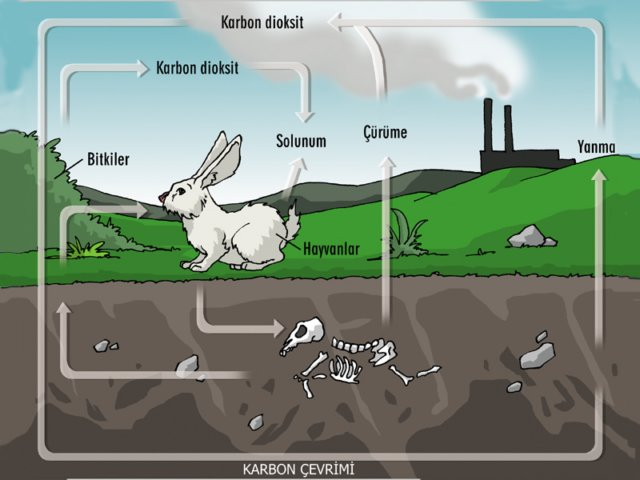 Karbon dioksit
Karbon dioksit
Solunum
Çürüme
Yanma
Bitkiler
Hayvanlar
KARBON ÇEVRİMİ